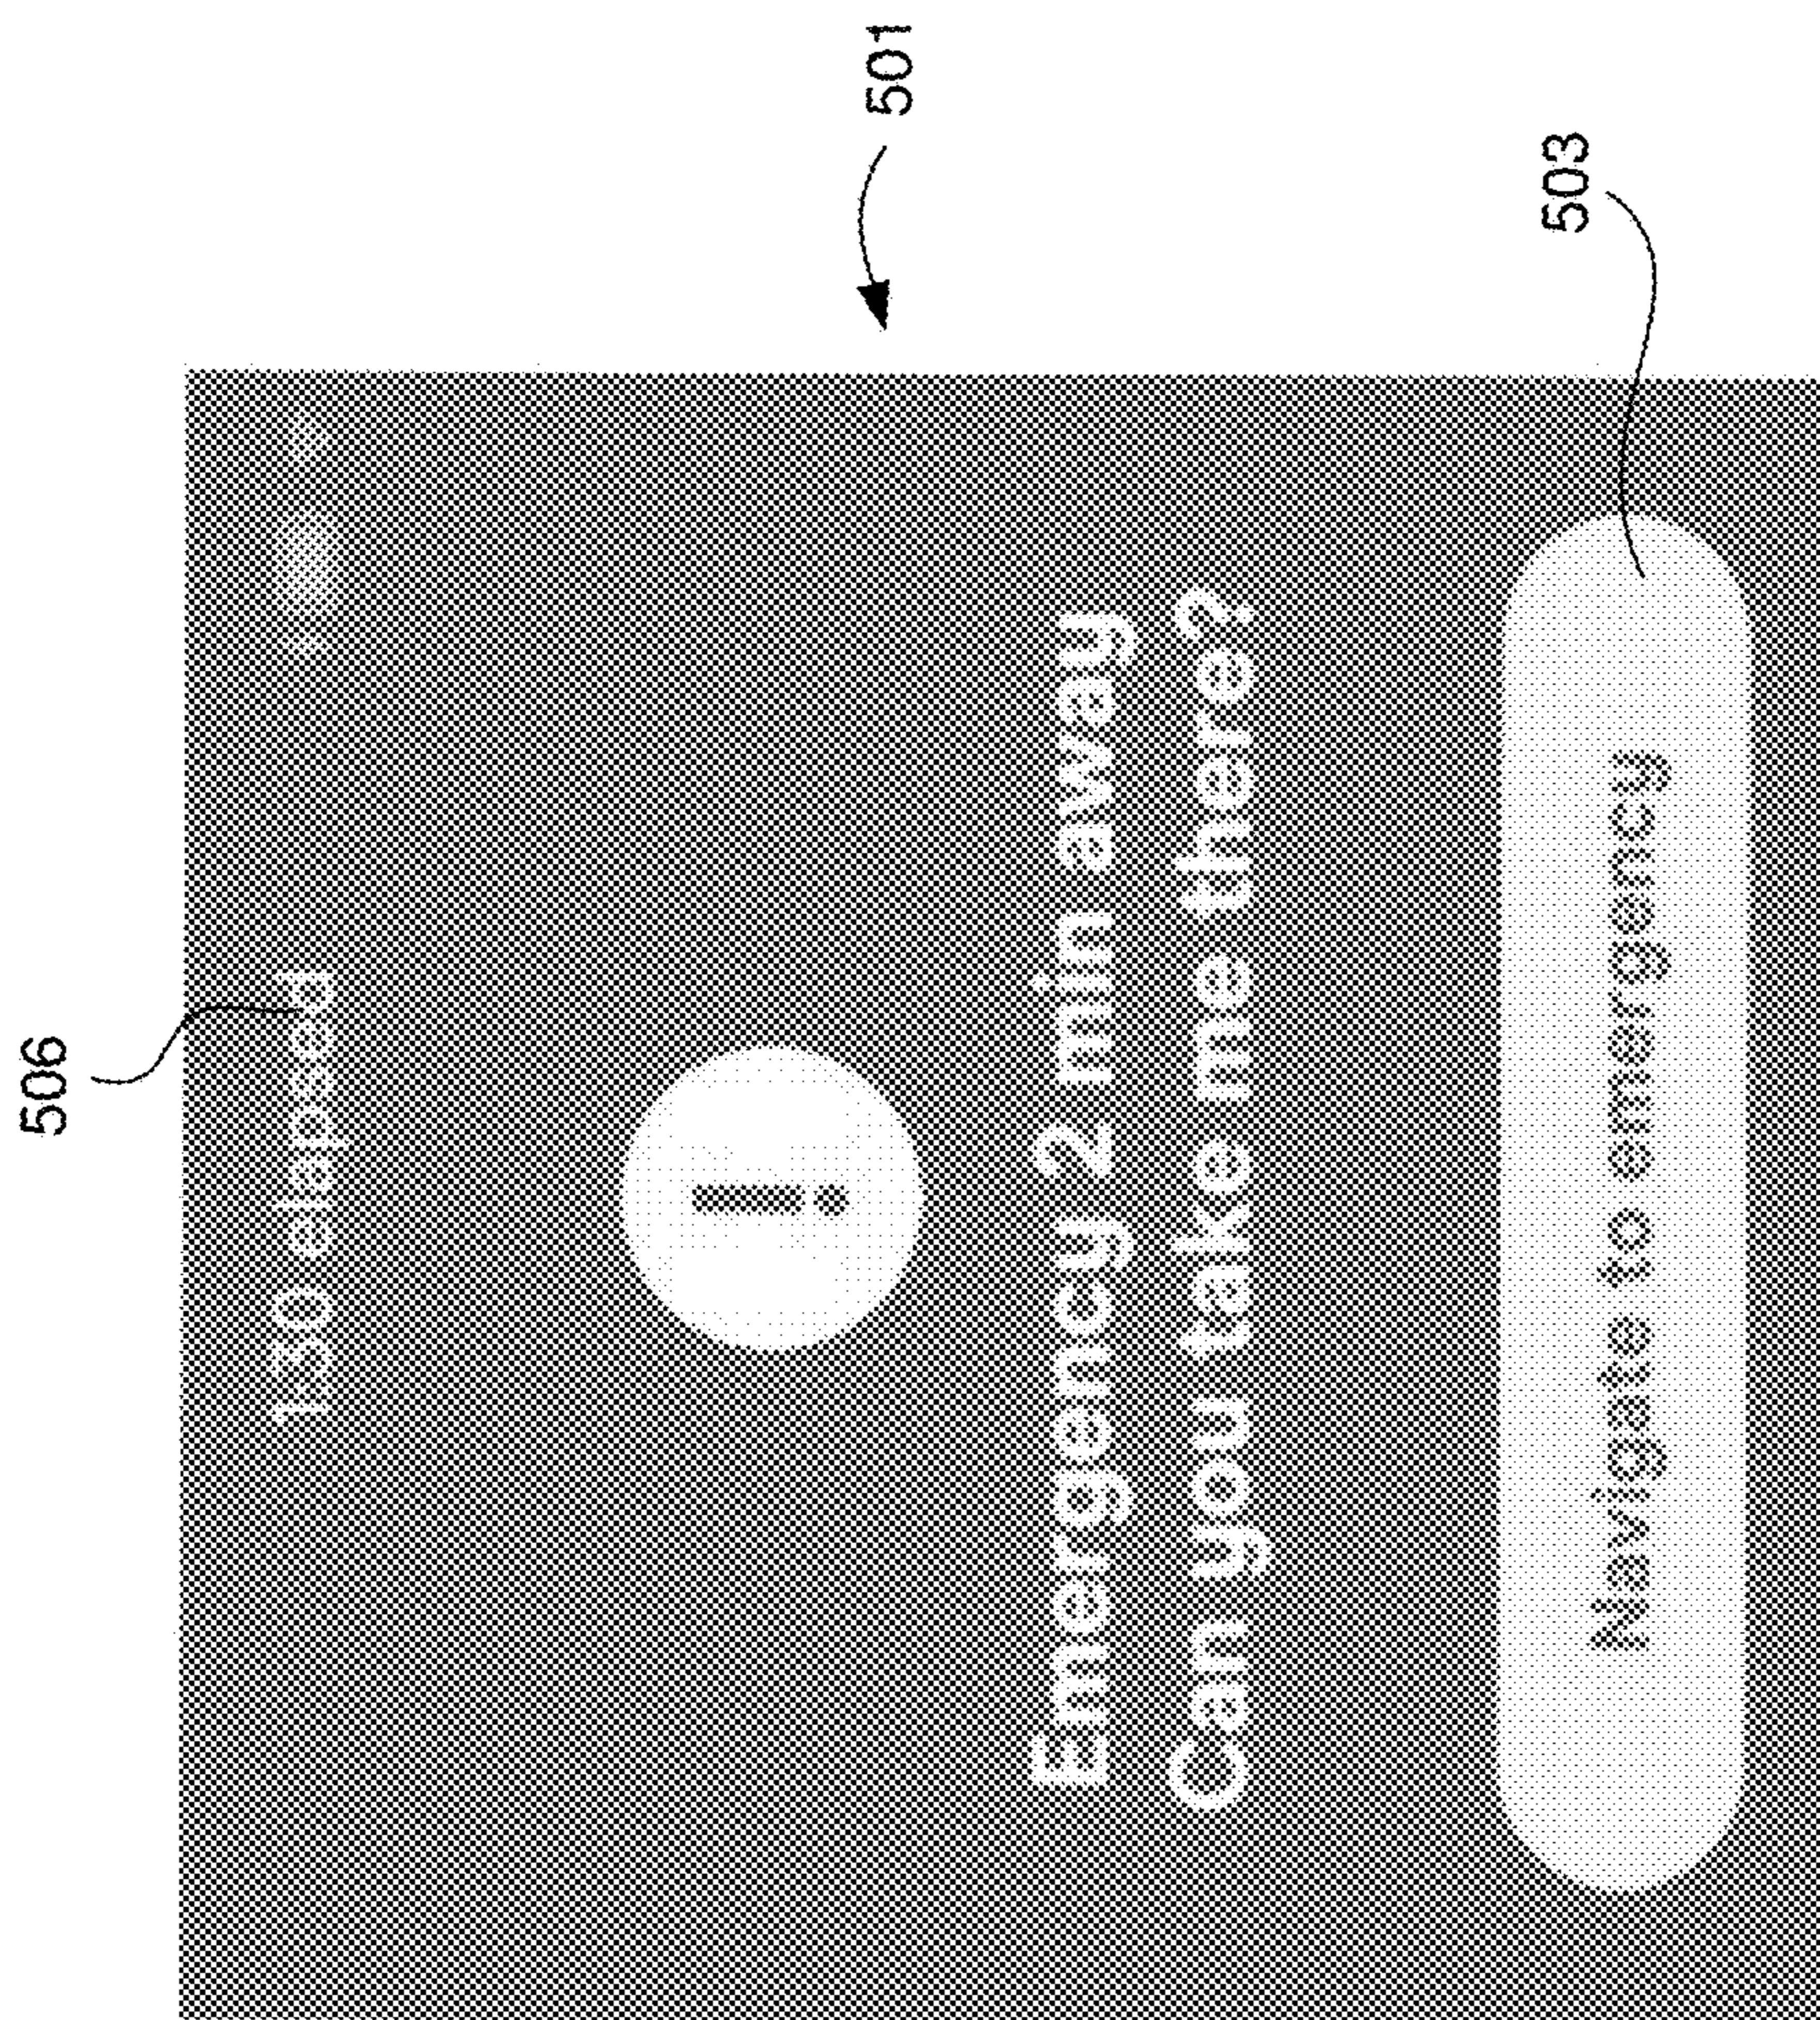 506
1:30 elapsed
501
!
Emergency 2 min away
Can you take me there?
503
Navigate to emergency